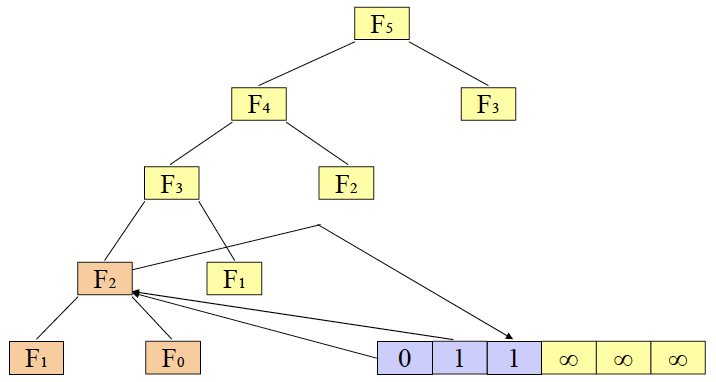 F₅
F₄ F₃
F₃ F₂
F₂ F₁
F₁ F₀ 0 1 1 ∞ ∞ ∞